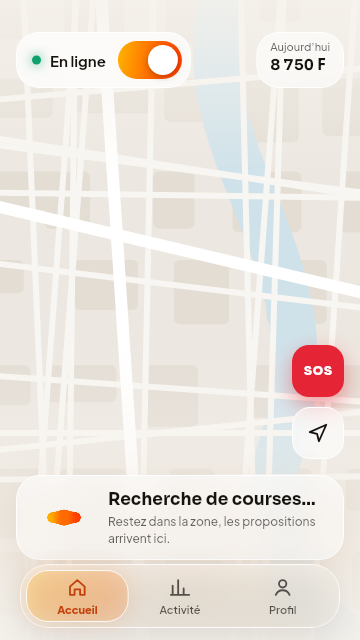 En ligne
Aujourd'hui
8 750 F
SOS
Recherche de courses...
Restez dans la zone, les propositions
arrivent ici.
Accueil
Activité
Profil